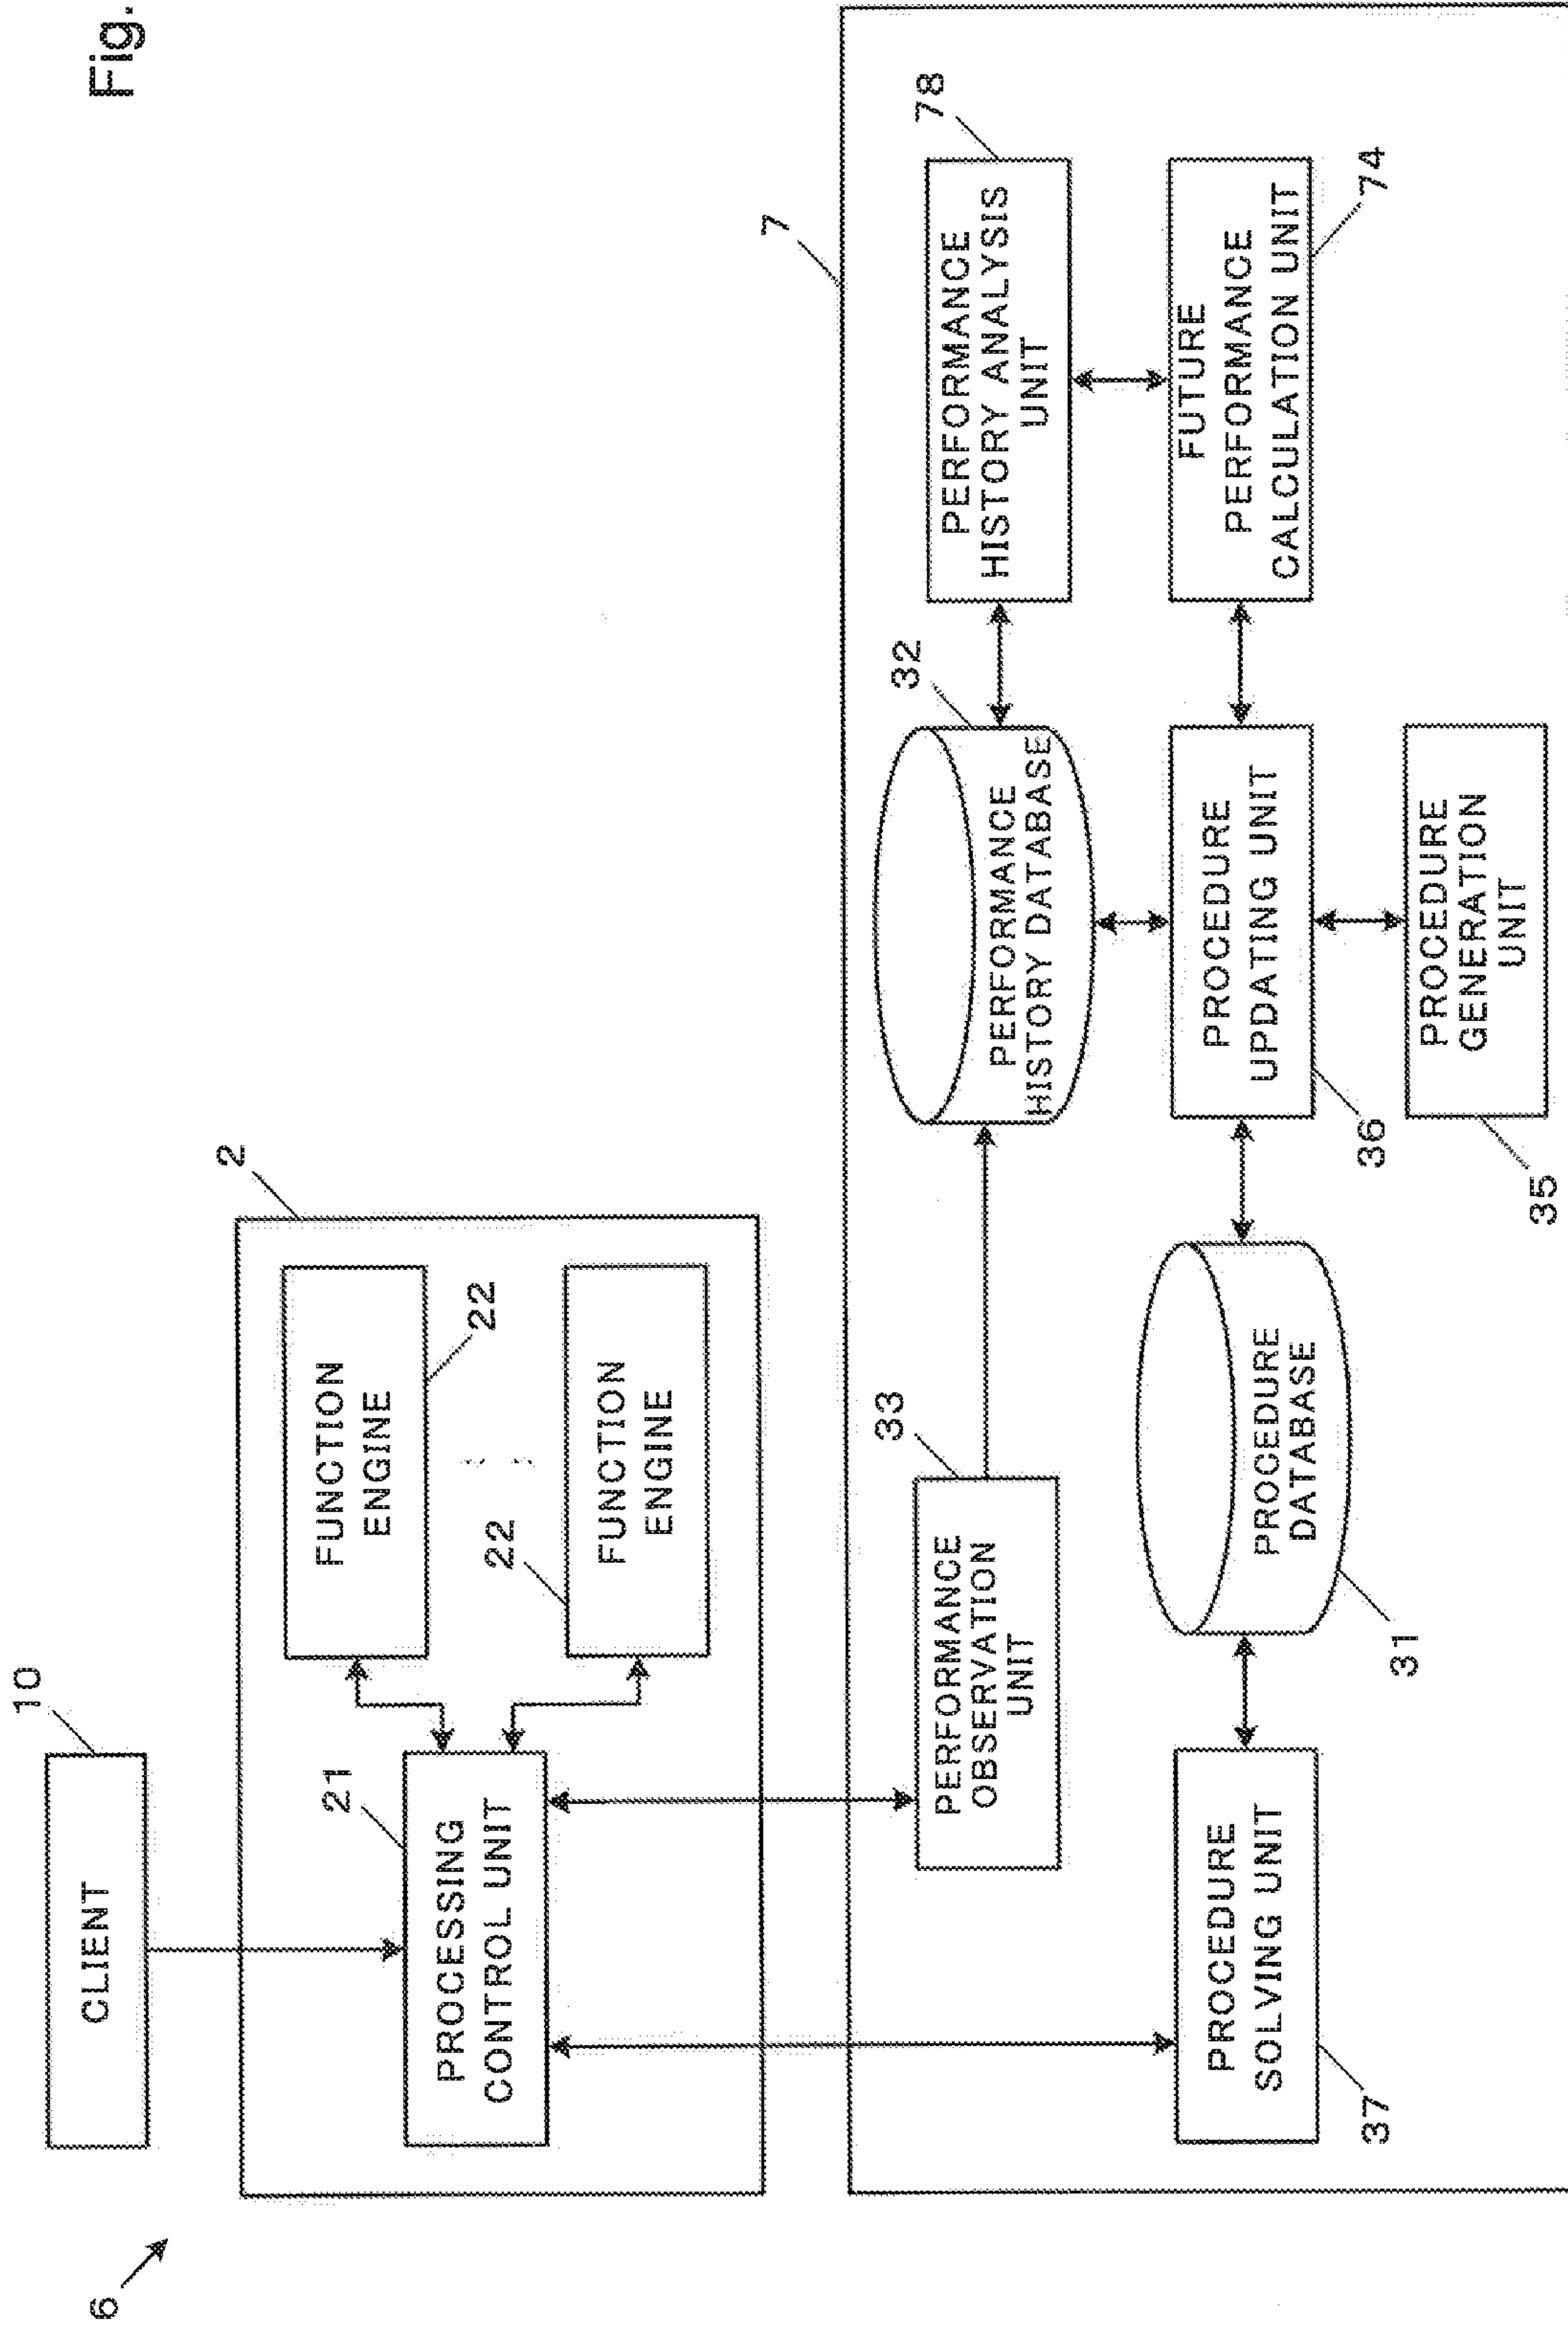 Fig.
6
10
CLIENT
2
21
PROCESSING
CONTROL UNIT
FUNCTION
ENGINE
22
22
FUNCTION
ENGINE
7
33
PERFORMANCE
OBSERVATION
UNIT
32
PERFORMANCE
HISTORY DATABASE
78
PERFORMANCE
HISTORY ANALYSIS
UNIT
PROCEDURE
SOLVING UNIT
37
PROCEDURE
DATABASE
31
PROCEDURE
UPDATING UNIT
36
FUTURE
PERFORMANCE
CALCULATION UNIT
74
PROCEDURE
GENERATION
UNIT
35